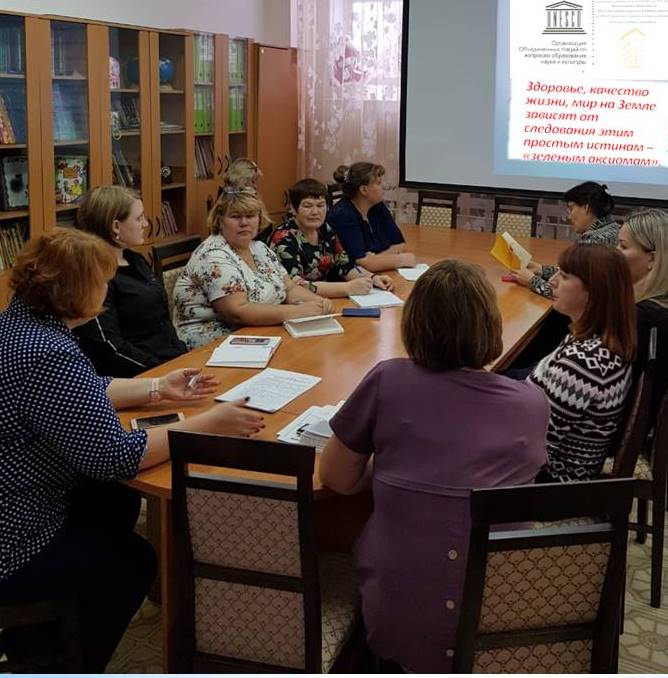 UNESCO
Организация
Объединенных Наций по
вопросам образования,
науки и культуры
Здоровье, качество
жизни, мир на Земле
зависят от
следования этим
простым истинам –
«зеленым аксиомам»